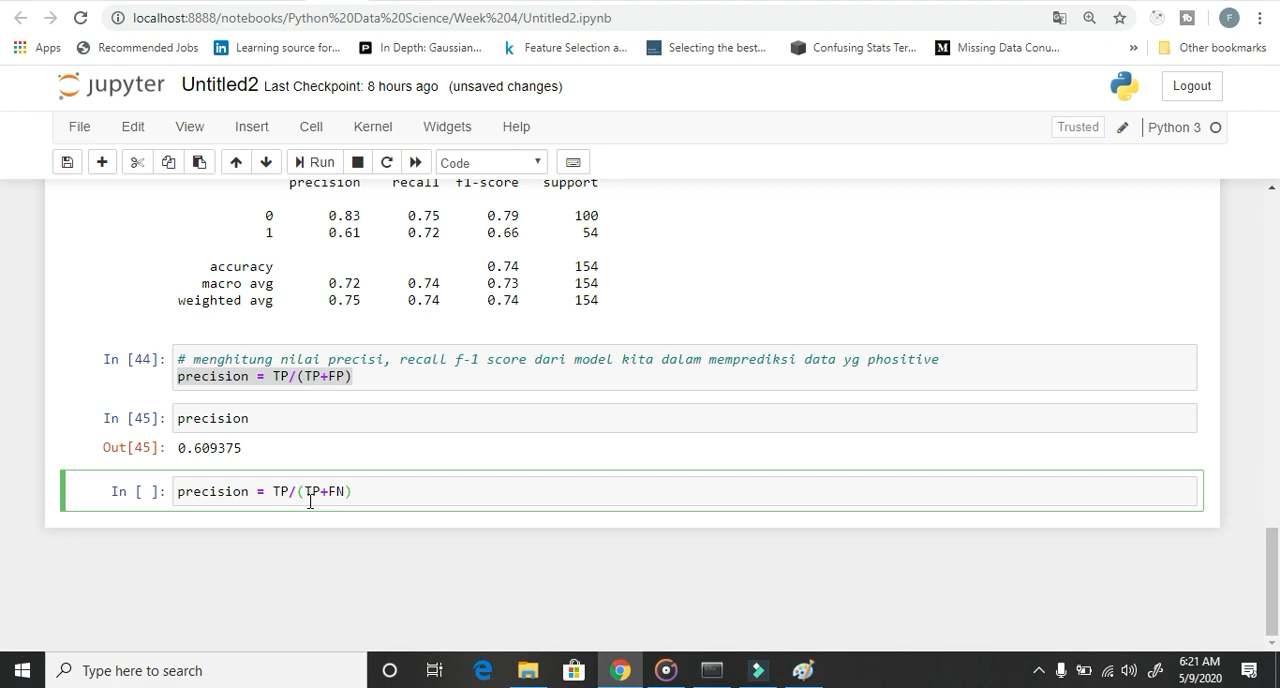 localhost:8888/notebooks/Python%20Data%20Science/Week%204/Untitled2.ipynb
F
Apps Recommended Jobs Learning source for... In Depth: Gaussian... Feature Selection a... Selecting the best... Confusing Stats Ter... Missing Data Conu... » Other bookmarks
jupyter Untitled2 Last Checkpoint: 8 hours ago (unsaved changes) Logout
File Edit View Insert Cell Kernel Widgets Help Trusted Python 3
Run Code
precision recall f1-score support
0 0.83 0.75 0.79 100
1 0.61 0.72 0.66 54
accuracy 0.74 154
macro avg 0.72 0.74 0.73 154
weighted avg 0.75 0.74 0.74 154
In [44]: # menghitung nilai precisi, recall f-1 score dari model kita dalam memprediksi data yg phositive
precision = TP/(TP+FP)
In [45]: precision
Out[45]: 0.609375
In [ ]: precision = TP/(TP+FN)
Type here to search
6:21 AM
5/9/2020